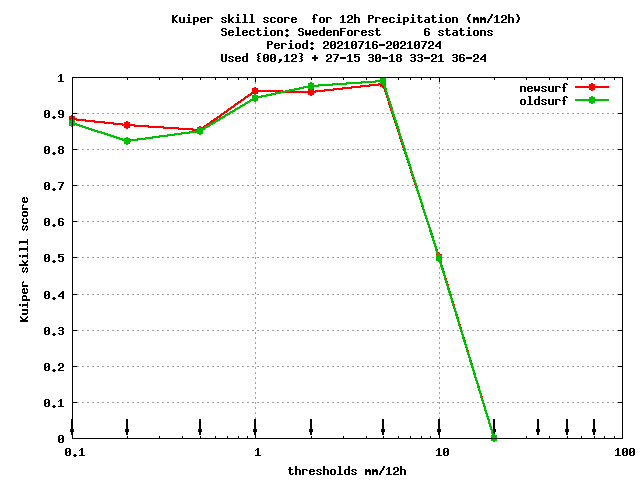 Kuiper skill score  for 12h Precipitation (mm/12h)
Selection: SwedenForest      6 stations
Period: 20210716-20210724
Used {00,12} + 27-15 30-18 33-21 36-24
newsurf
oldsurf
Kuiper skill score
1
0.9
0.8
0.7
0.6
0.5
0.4
0.3
0.2
0.1
0
0.1 1 10 100
thresholds mm/12h